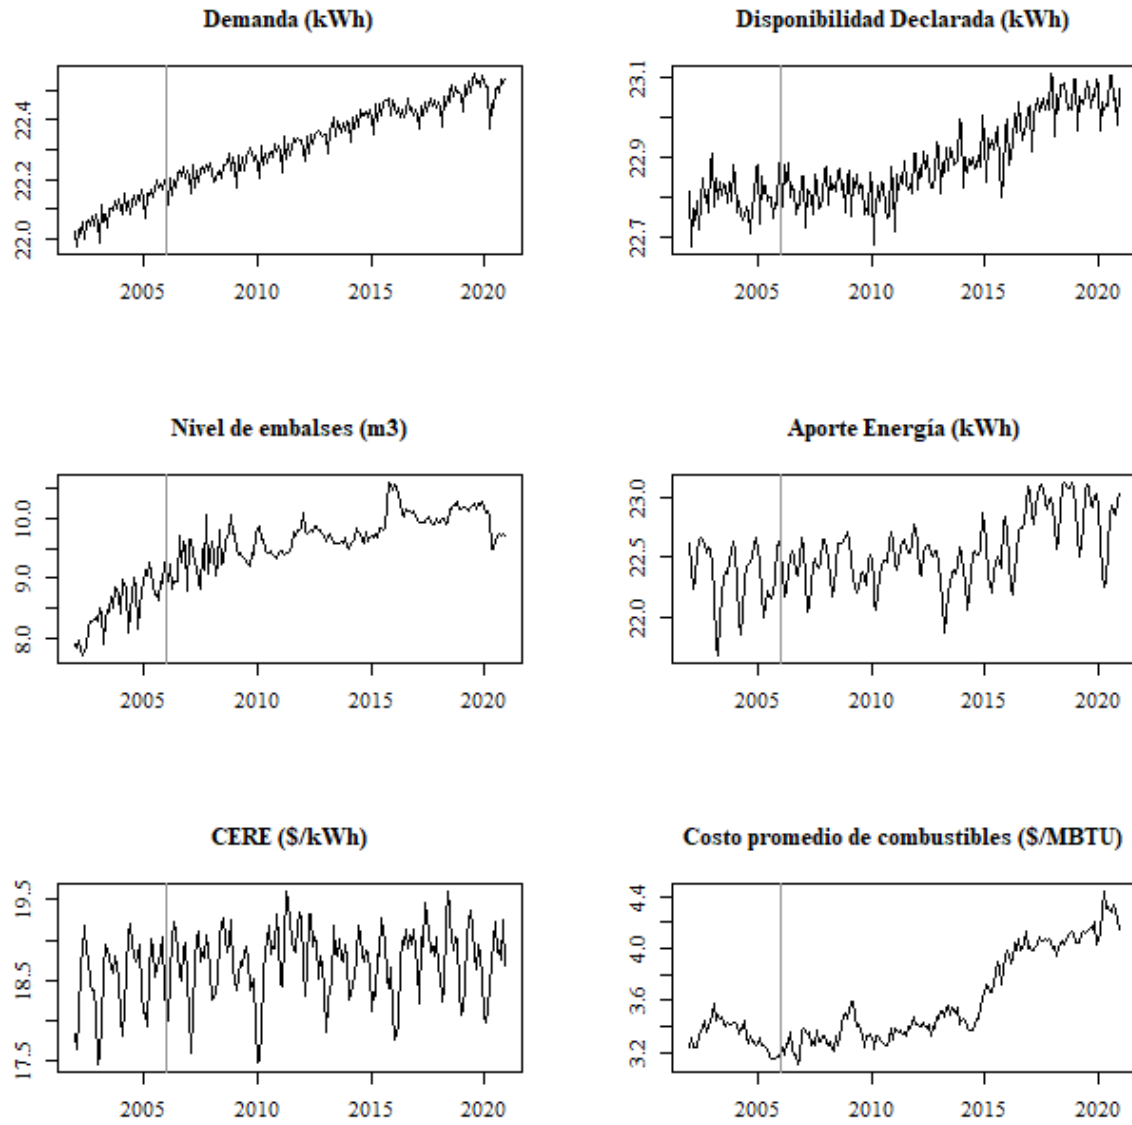 Demanda (kWh)
22.0 22.2 22.4
2005 2010 2015 2020
Disponibilidad Declarada (kWh)
22.7 22.9 23.1
2005 2010 2015 2020
Nivel de embalses (m3)
8.0 9.0 10.0
2005 2010 2015 2020
Aporte Energía (kWh)
22.0 22.5 23.0
2005 2010 2015 2020
CERE ($/kWh)
17.5 18.5 19.5
2005 2010 2015 2020
Costo promedio de combustibles ($/MBTU)
3.2 3.6 4.0 4.4
2005 2010 2015 2020